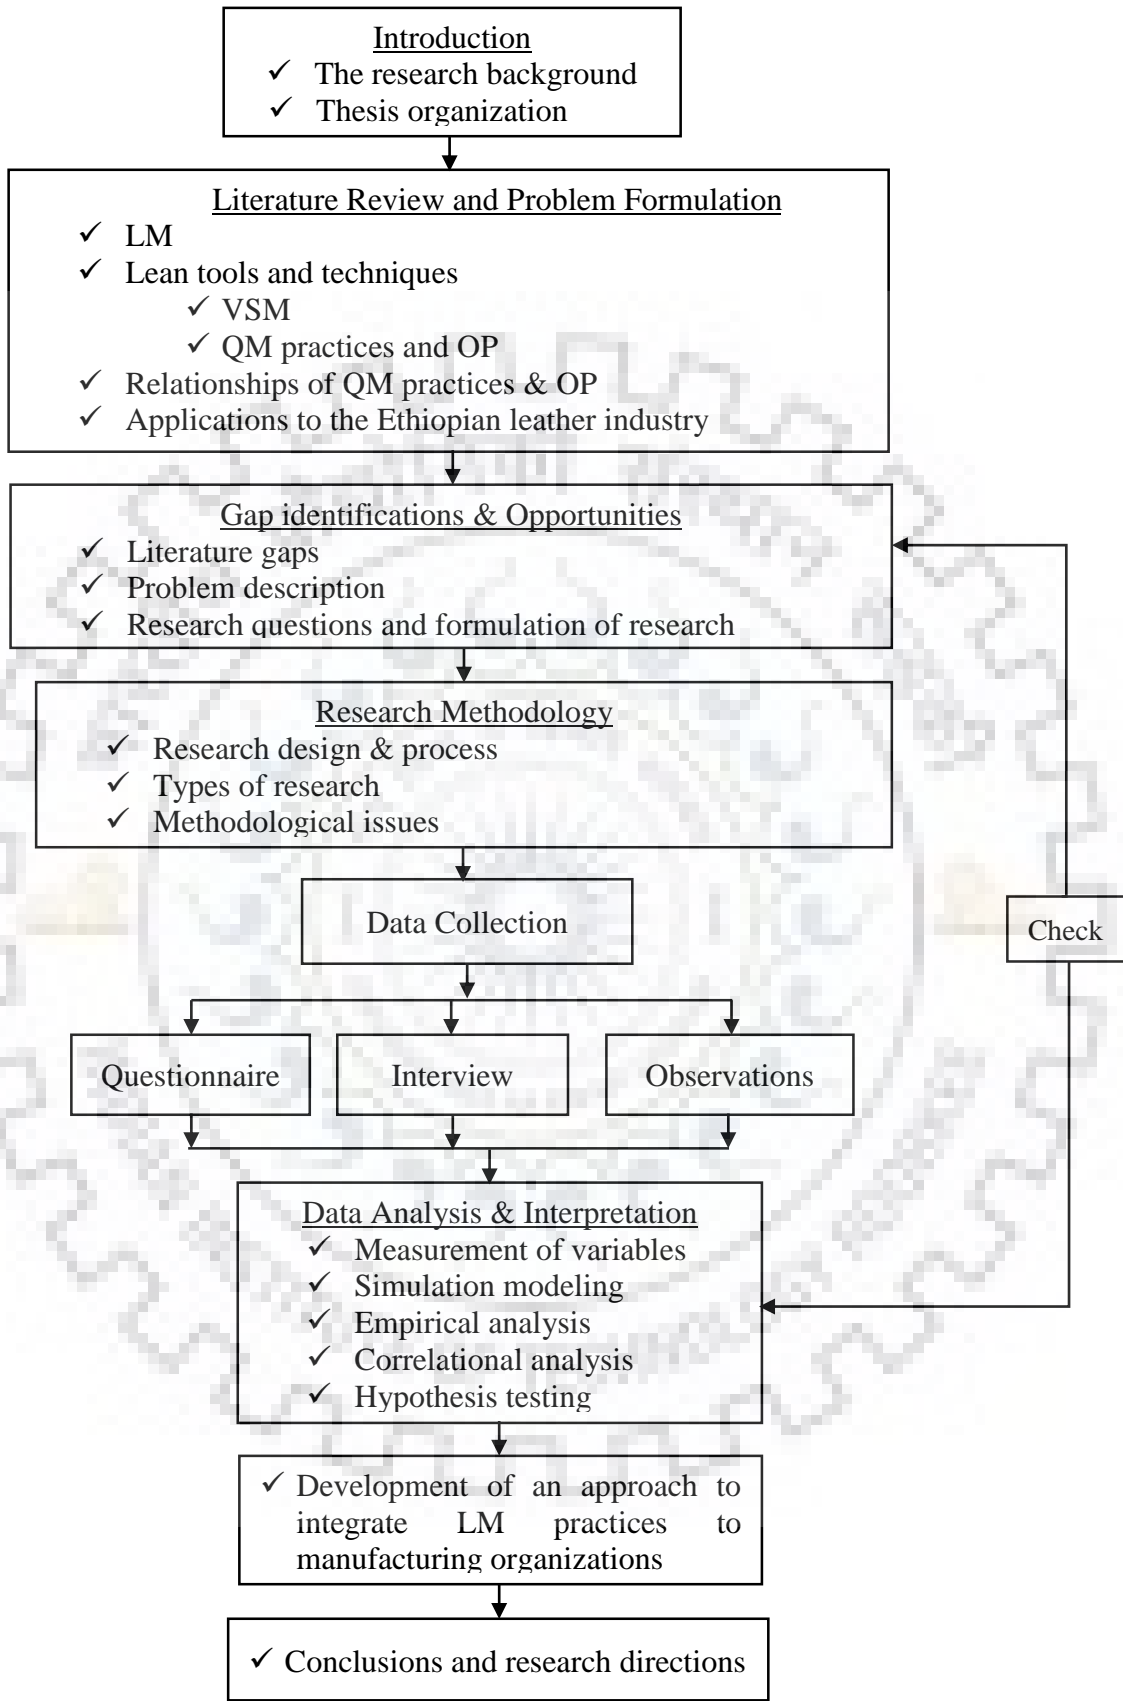 Introduction
✓ The research background
✓ Thesis organization
Literature Review and Problem Formulation
✓ LM
✓ Lean tools and techniques
✓ VSM
✓ QM practices and OP
✓ Relationships of QM practices & OP
✓ Applications to the Ethiopian leather industry
Gap identifications & Opportunities
✓ Literature gaps
✓ Problem description
✓ Research questions and formulation of research
Research Methodology
✓ Research design & process
✓ Types of research
✓ Methodological issues
Data Collection
Check
Questionnaire
Interview
Observations
Data Analysis & Interpretation
✓ Measurement of variables
✓ Simulation modeling
✓ Empirical analysis
✓ Correlational analysis
✓ Hypothesis testing
✓ Development of an approach to
integrate LM practices to
manufacturing organizations
✓ Conclusions and research directions